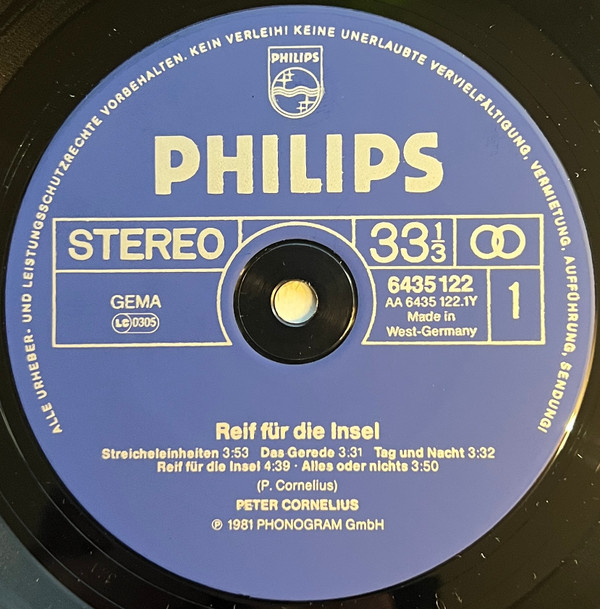 ALLE URHEBER- UND LEISTUNGSSCHUTZRECHTE VORBEHALTEN. KEIN VERLEIH! KEINE UNERLAUBTE VERVIELFÄLTIGUNG, VERMIETUNG, AUFFÜHRUNG, SENDUNG!
PHILIPS
PHILIPS
STEREO
33 1/3
GEMA
LC 0305
6435 122
AA 6435 122.1Y
Made in
West-Germany
1
Reif für die Insel
Streicheleinheiten 3:53 Das Gerede 3:31 Tag und Nacht 3:32
Reif für die Insel 4:39 · Alles oder nichts 3:50
(P. Cornelius)
PETER CORNELIUS
℗ 1981 PHONOGRAM GmbH